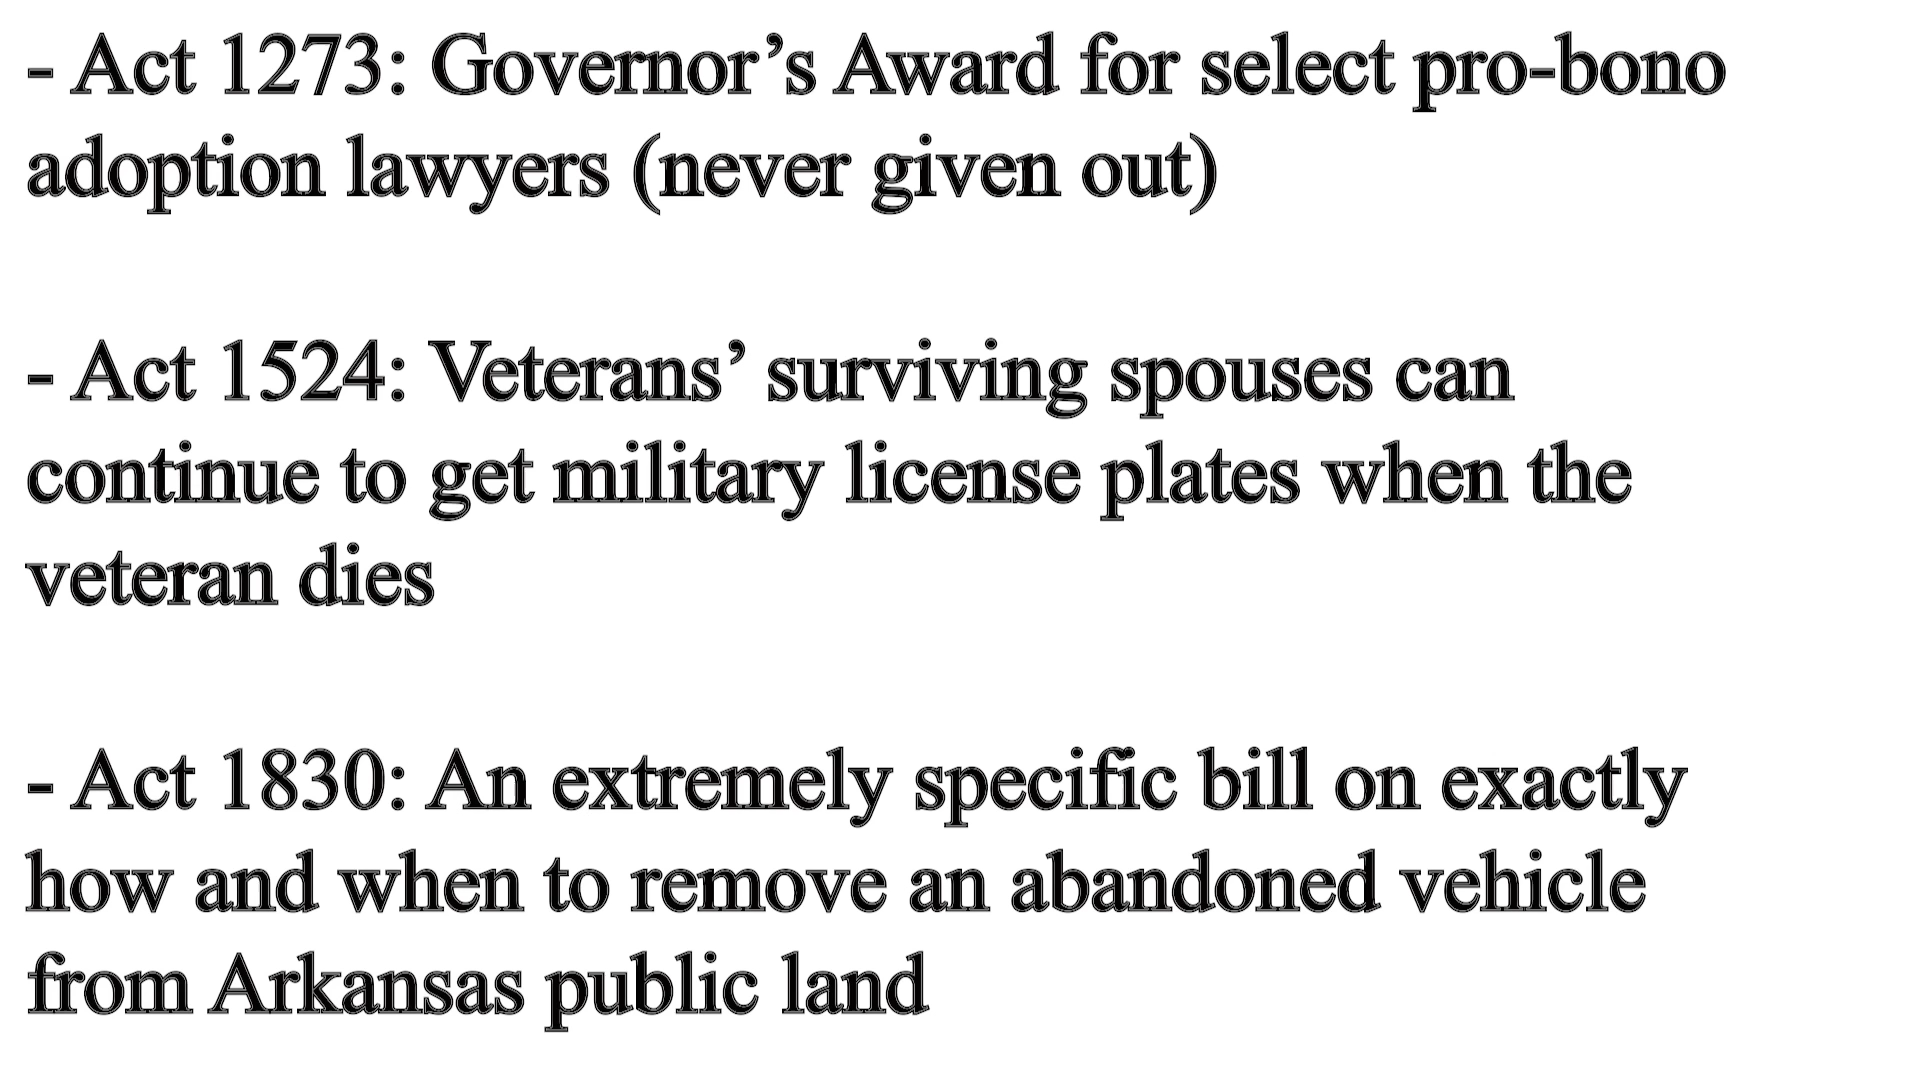 - Act 1273: Governor’s Award for select pro-bono
adoption lawyers (never given out)
- Act 1524: Veterans’ surviving spouses can
continue to get military license plates when the
veteran dies
- Act 1830: An extremely specific bill on exactly
how and when to remove an abandoned vehicle
from Arkansas public land